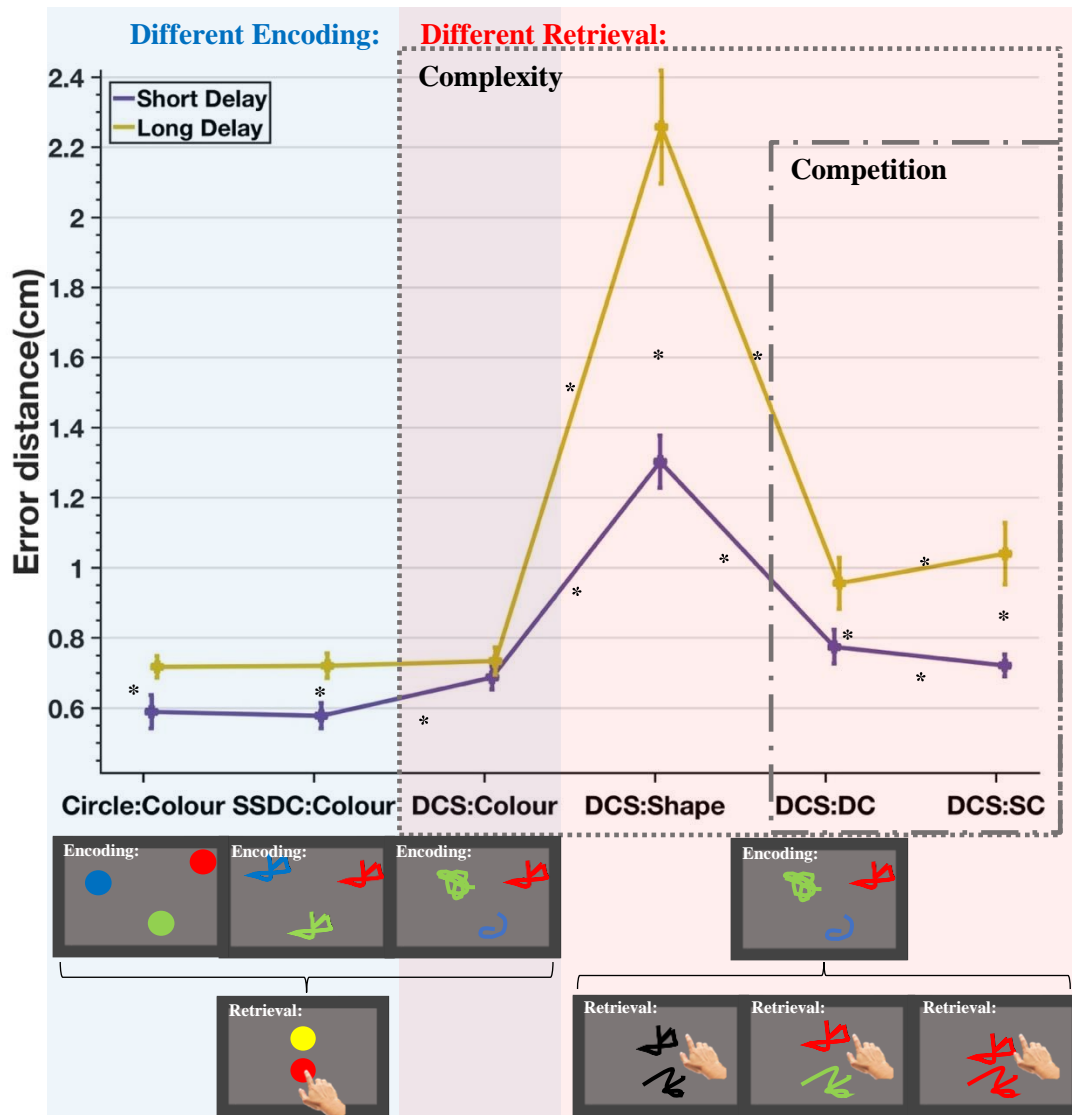 Different Encoding: Different Retrieval:
Complexity
Competition
Short Delay
Long Delay
Error distance(cm)
2.4
2.2
2
1.8
1.6
1.4
1.2
1
0.8
0.6
*
*
*
*
*
*
*
*
*
*
*
*
*
Circle:Colour SSDC:Colour DCS:Colour DCS:Shape DCS:DC DCS:SC
Encoding: Encoding: Encoding: Encoding:
Retrieval: Retrieval: Retrieval: Retrieval: